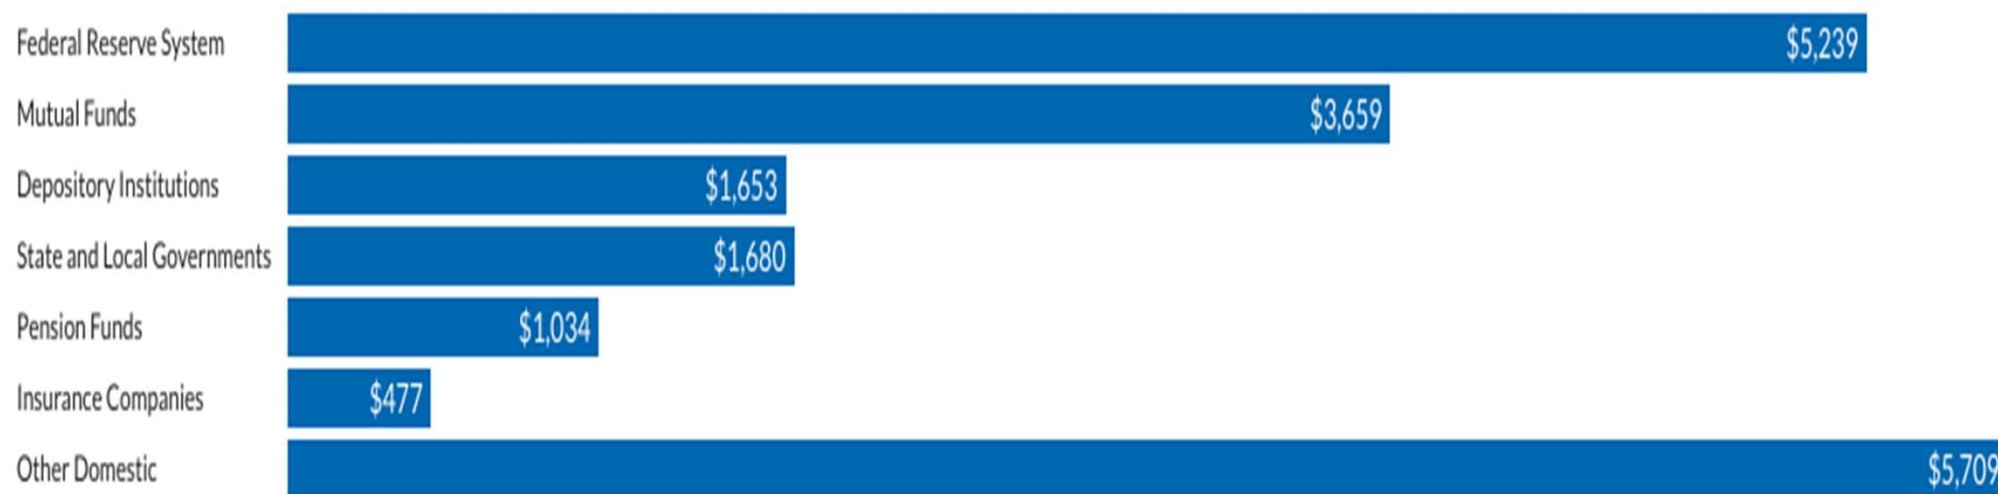 Federal Reserve System $5,239
Mutual Funds $3,659
Depository Institutions $1,653
State and Local Governments $1,680
Pension Funds $1,034
Insurance Companies $477
Other Domestic $5,709